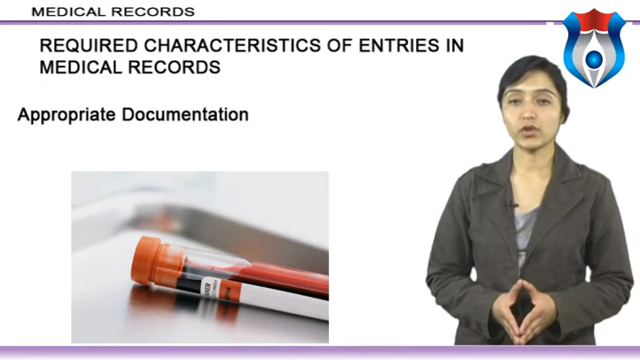 MEDICAL RECORDS
REQUIRED CHARACTERISTICS OF ENTRIES IN
MEDICAL RECORDS
Appropriate Documentation